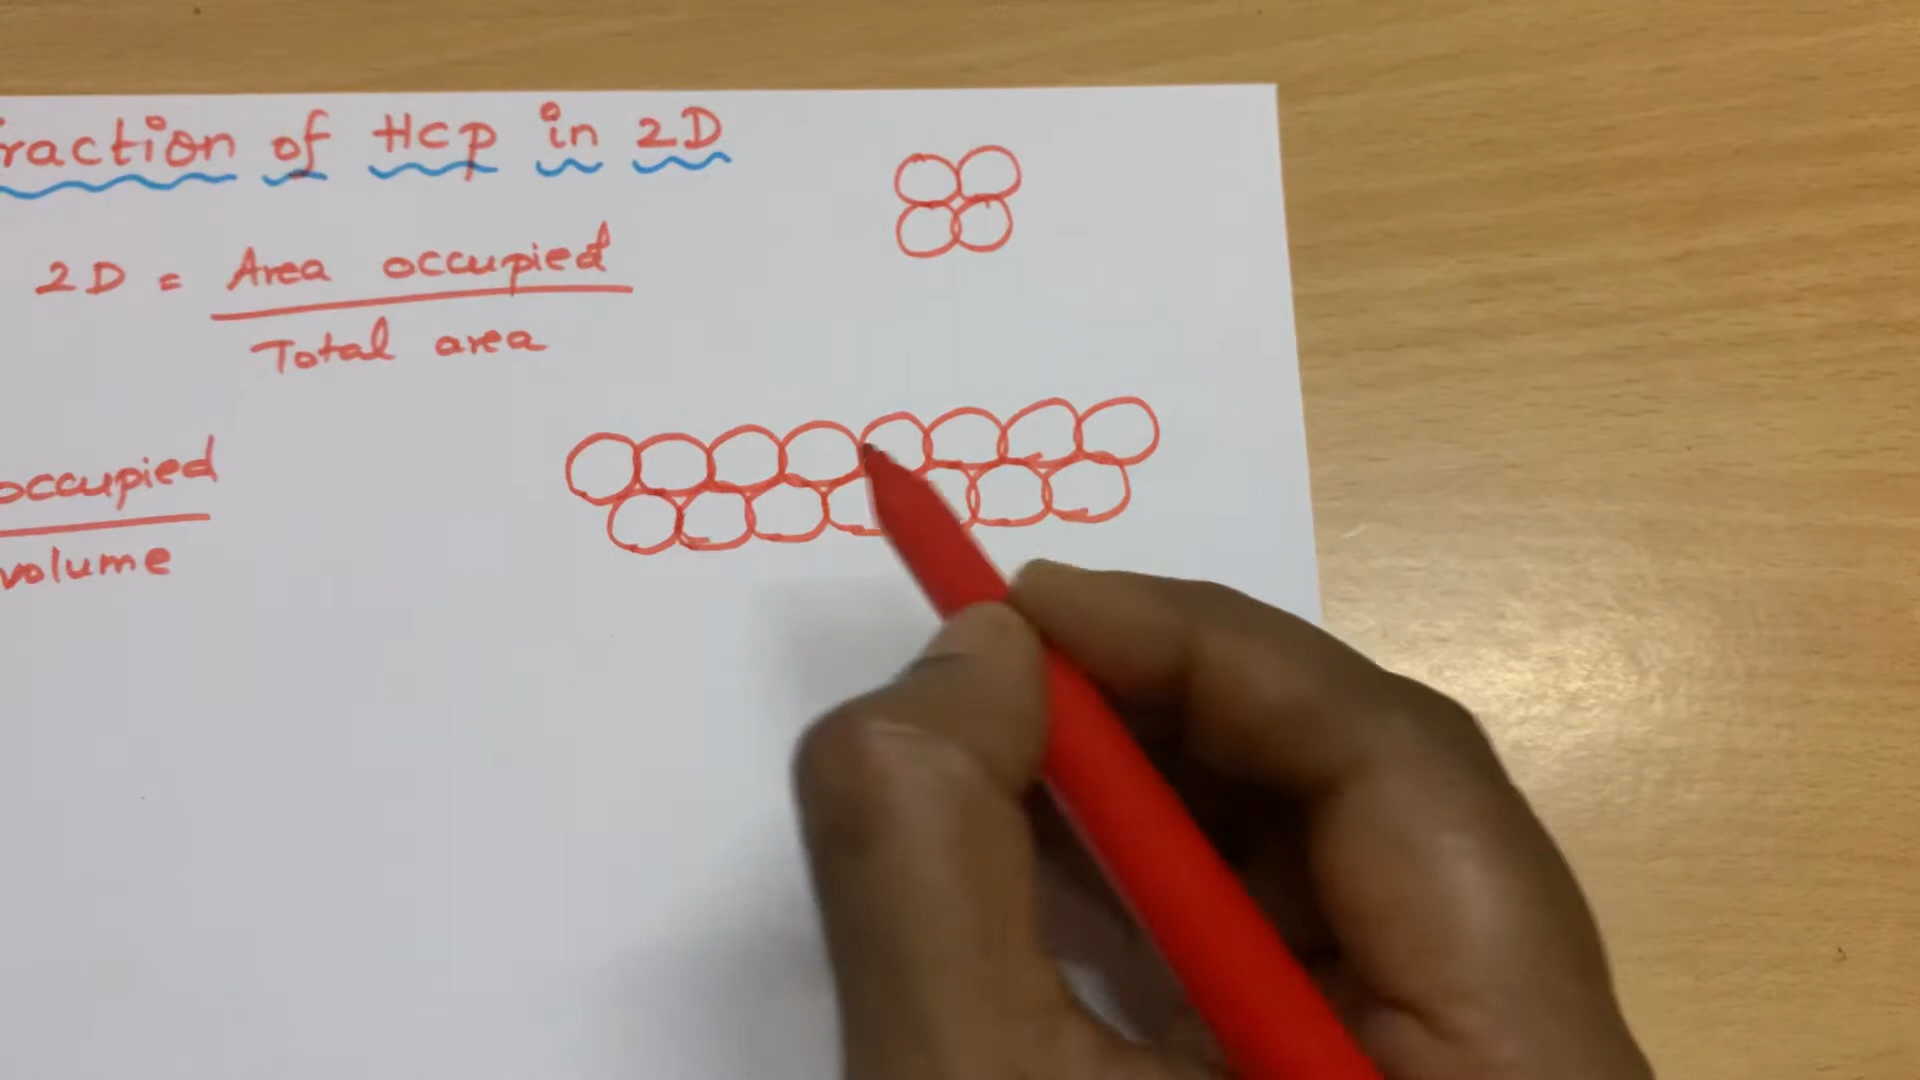 raction of Hcp in 2D
2D = Area occupied
Total area
occupied
volume